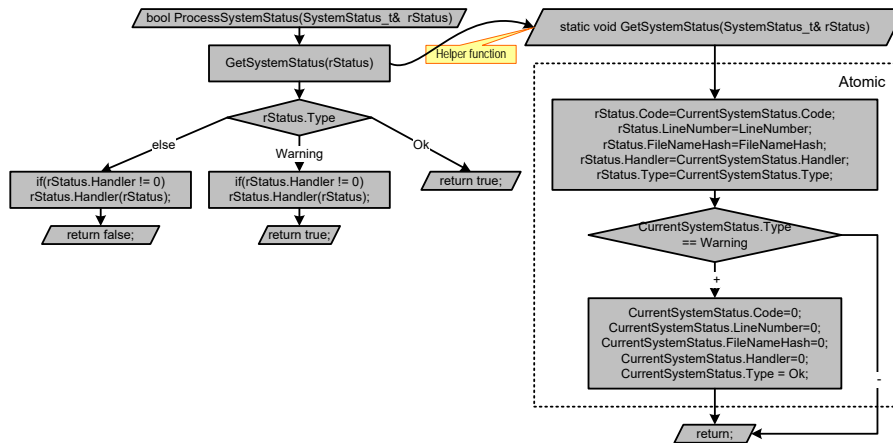 bool ProcessSystemStatus(SystemStatus_t& rStatus)
GetSystemStatus(rStatus)
Helper function
rStatus.Type
else
Warning
Ok
if(rStatus.Handler != 0)
rStatus.Handler(rStatus);
if(rStatus.Handler != 0)
rStatus.Handler(rStatus);
return true;
return false;
return true;
static void GetSystemStatus(SystemStatus_t& rStatus)
Atomic
rStatus.Code=CurrentSystemStatus.Code;
rStatus.LineNumber=LineNumber;
rStatus.FileNameHash=FileNameHash;
rStatus.Handler=CurrentSystemStatus.Handler;
rStatus.Type=CurrentSystemStatus.Type;
CurrentSystemStatus.Type
== Warning
+
-
CurrentSystemStatus.Code=0;
CurrentSystemStatus.LineNumber=0;
CurrentSystemStatus.FileNameHash=0;
CurrentSystemStatus.Handler=0;
CurrentSystemStatus.Type = Ok;
return;